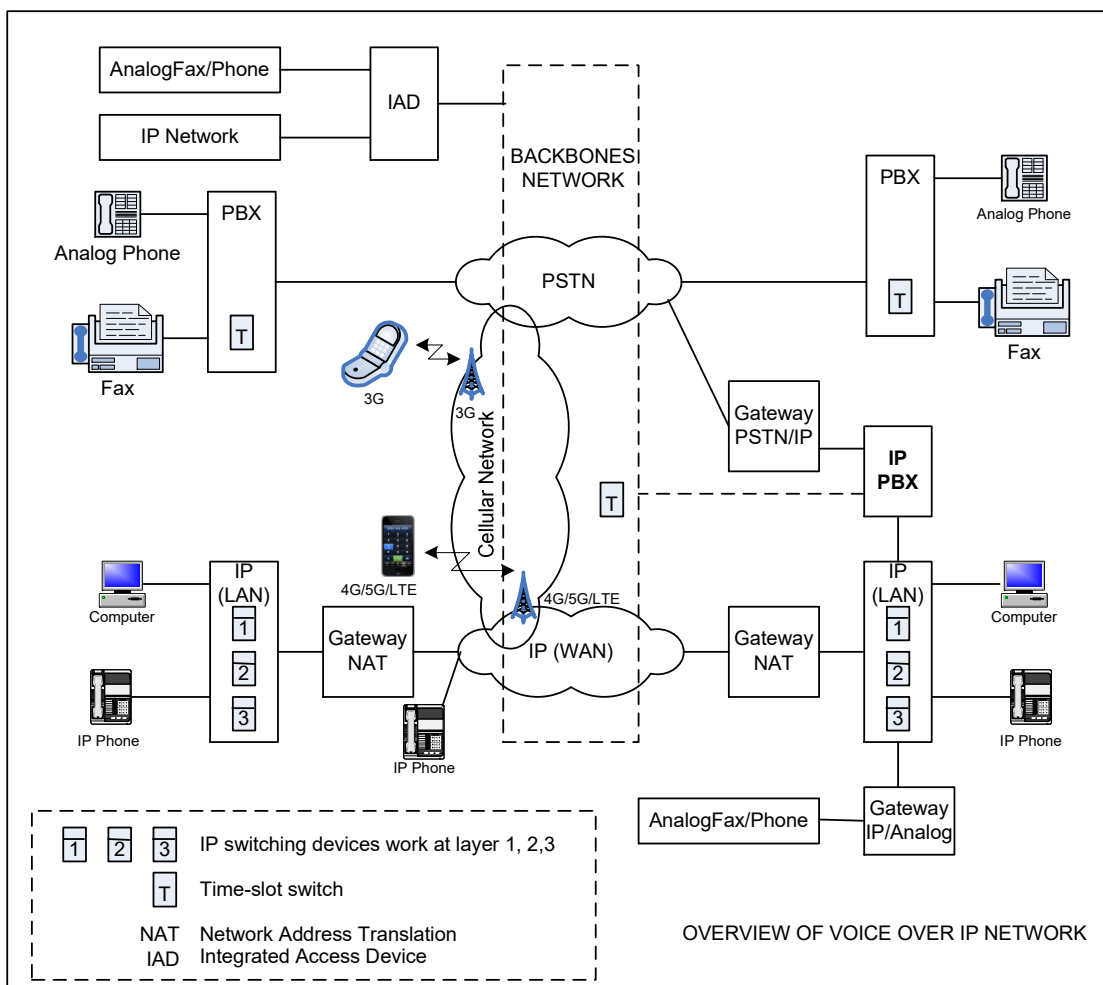 AnalogFax/Phone
IAD
IP Network
BACKBONES
NETWORK
PBX
Analog Phone
T
Fax
PSTN
PBX
Analog Phone
T
Fax
3G
3G
Cellular Network
Gateway
PSTN/IP
IP
PBX
T
4G/5G/LTE
4G/5G/LTE
Computer
IP
(LAN)
1
2
3
IP Phone
Gateway
NAT
IP Phone
IP (WAN)
Gateway
NAT
IP
(LAN)
1
2
3
Computer
IP Phone
AnalogFax/Phone
Gateway
IP/Analog
1 2 3 IP switching devices work at layer 1, 2,3
T Time-slot switch
NAT Network Address Translation
IAD Integrated Access Device
OVERVIEW OF VOICE OVER IP NETWORK